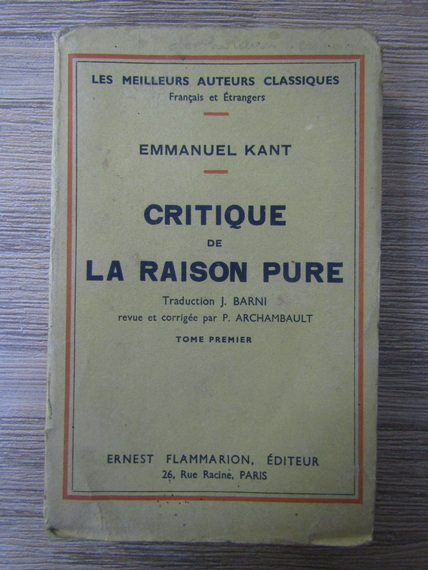 LES MEILLEURS AUTEURS CLASSIQUES
Français et Étrangers
EMMANUEL KANT
CRITIQUE
DE
LA RAISON PURE
Traduction J. BARNI
revue et corrigée par P. ARCHAMBAULT
TOME PREMIER
ERNEST FLAMMARION, ÉDITEUR
26, Rue Racine, PARIS